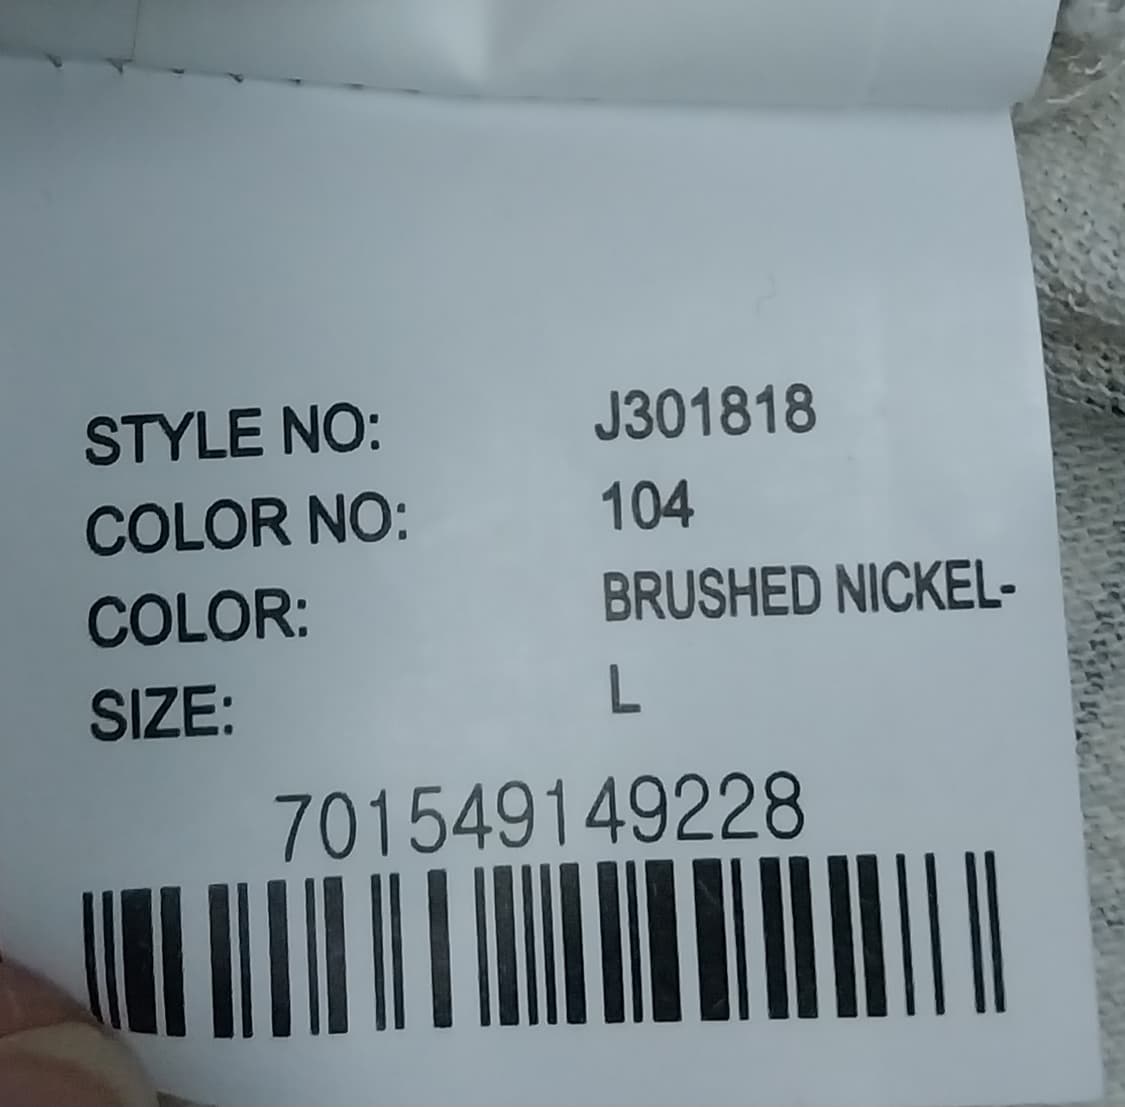 STYLE NO: J301818
COLOR NO: 104
COLOR: BRUSHED NICKEL-
SIZE: L
701549149228